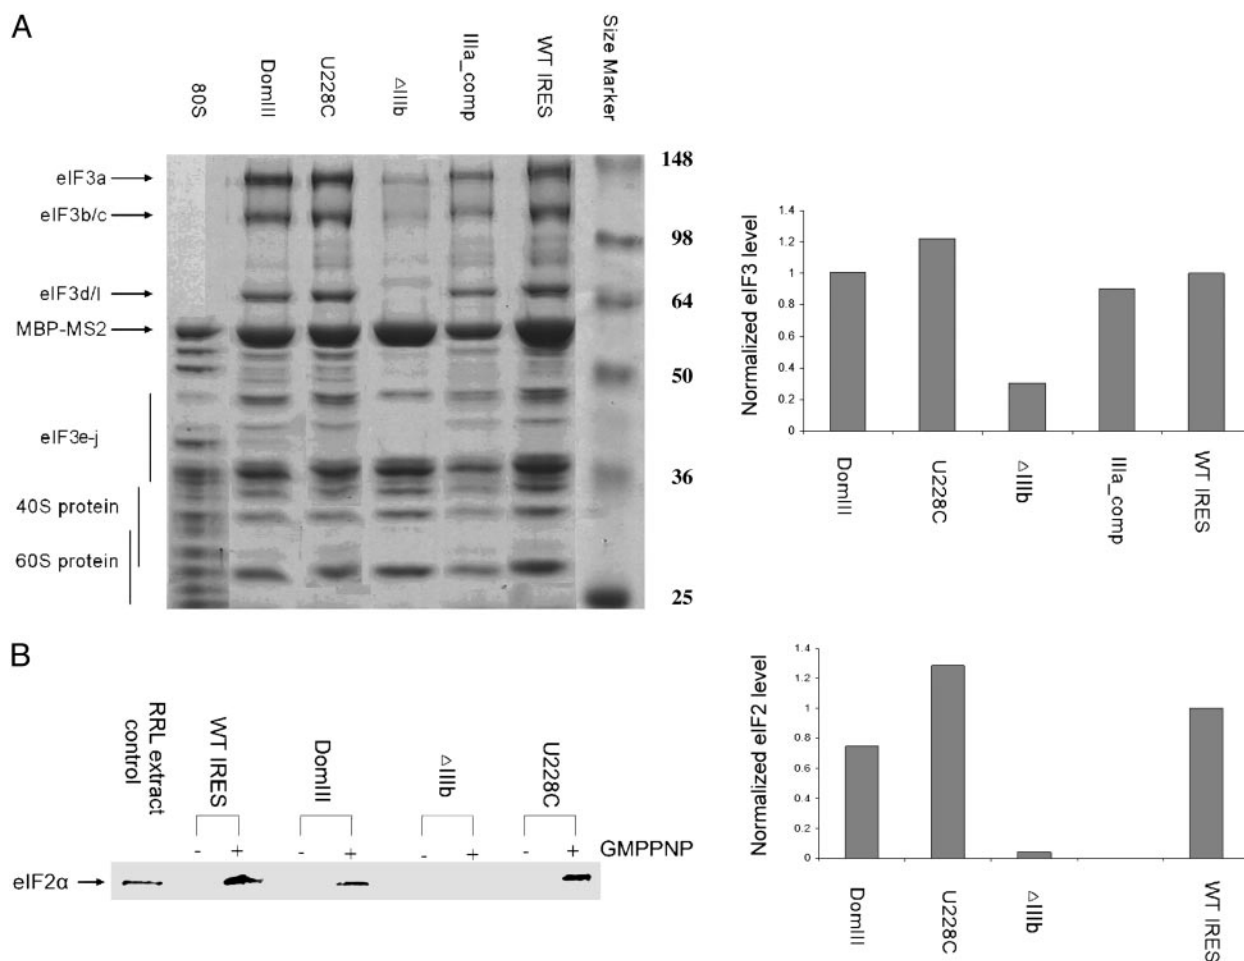 A
80S
DomIII
U228C
△IIIb
IIIa_comp
WT IRES
Size Marker
eIF3a
eIF3b/c
eIF3d/l
MBP-MS2
eIF3e-j
40S protein
60S protein
148
98
64
50
36
25
Normalized eIF3 level
1.4
1.2
1
0.8
0.6
0.4
0.2
0
DomIII
U228C
△IIIb
IIIa_comp
WT IRES
B
RRL extract
control
WT IRES
DomIII
△IIIb
U228C
- + - + - + - + GMPPNP
eIF2α
Normalized eIF2 level
1.4
1.2
1
0.8
0.6
0.4
0.2
0
DomIII
U228C
△IIIb
WT IRES